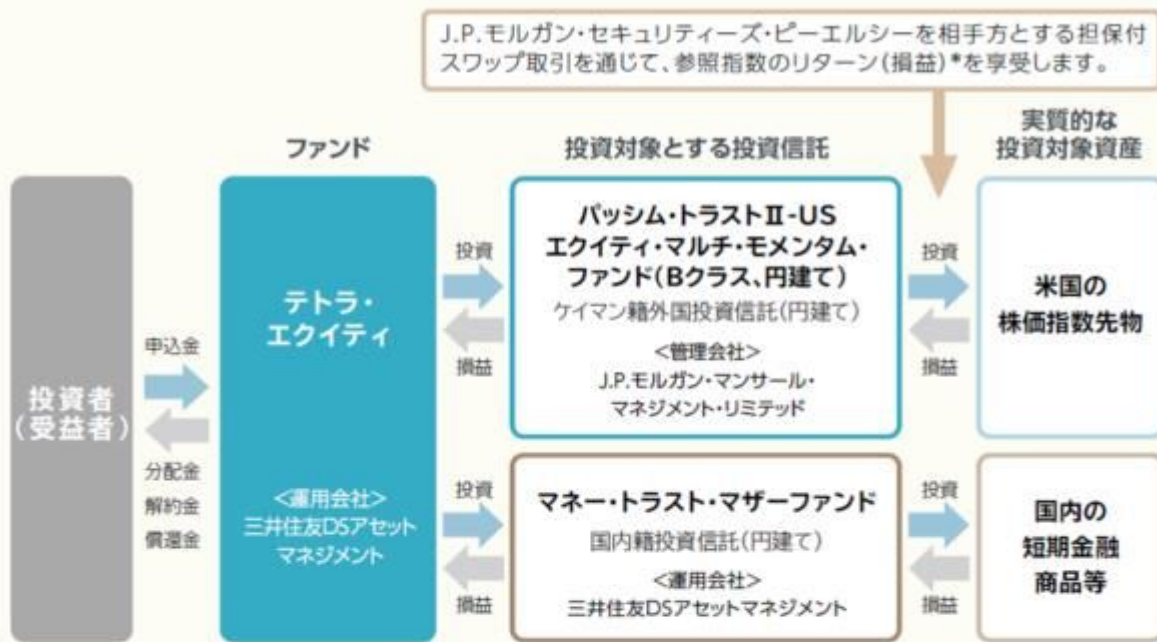 J.P.モルガン・セキュリティーズ・ピーエルシーを相手方とする担保付
スワップ取引を通じて、参照指数のリターン(損益)*を享受します。
ファンド
投資対象とする投資信託
実質的な
投資対象資産
投資者
(受益者)
申込金
分配金
解約金
償還金
テトラ・
エクイティ
<運用会社>
三井住友DSアセット
マネジメント
投資
損益
パッシム・トラストⅡ-US
エクイティ・マルチ・モメンタム・
ファンド(Bクラス、円建て)
ケイマン籍外国投資信託(円建て)
<管理会社>
J.P.モルガン・マンサール・
マネジメント・リミテッド
投資
損益
米国の
株価指数先物
投資
損益
マネー・トラスト・マザーファンド
国内籍投資信託(円建て)
<運用会社>
三井住友DSアセットマネジメント
投資
損益
国内の
短期金融
商品等